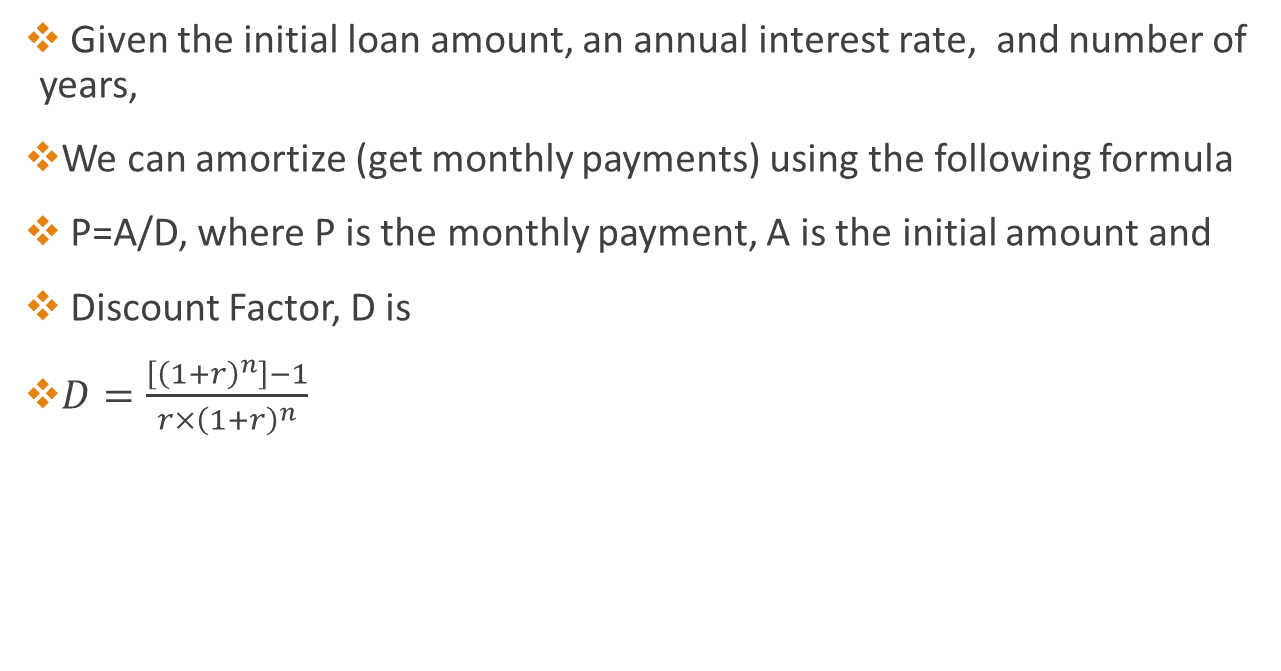 ❖ Given the initial loan amount, an annual interest rate,  and number of
years,
❖We can amortize (get monthly payments) using the following formula
❖ P=A/D, where P is the monthly payment, A is the initial amount and
❖ Discount Factor, D is
❖D = [(1+r)^n]−1 / r×(1+r)^n